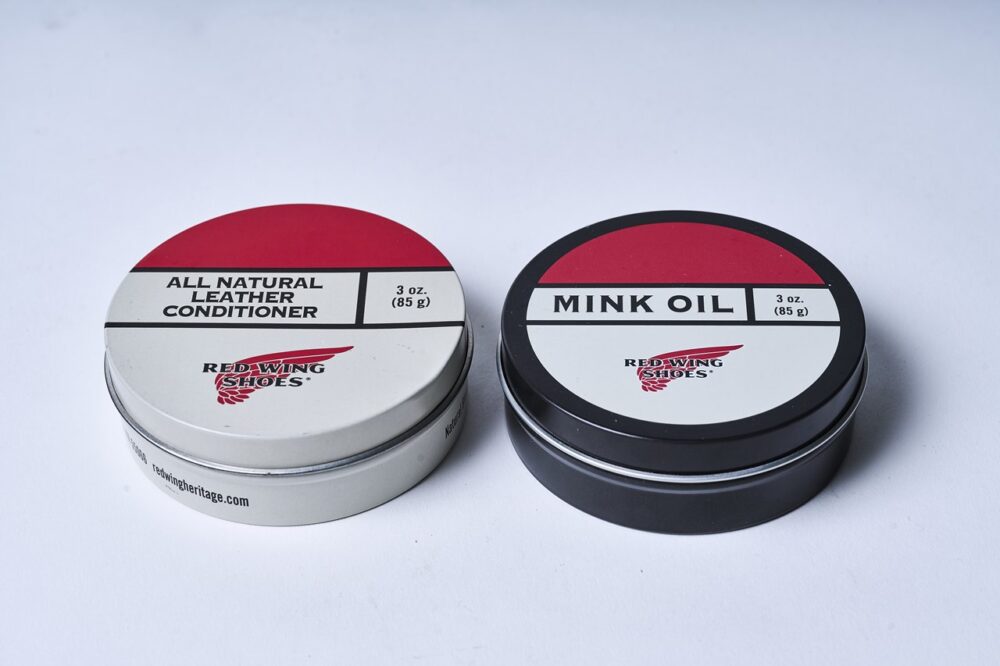 ALL NATURAL
LEATHER
CONDITIONER
3 oz.
(85 g)
RED WING
SHOES®
redwingheritage.com
MINK OIL
3 oz.
(85 g)
RED WING
SHOES®